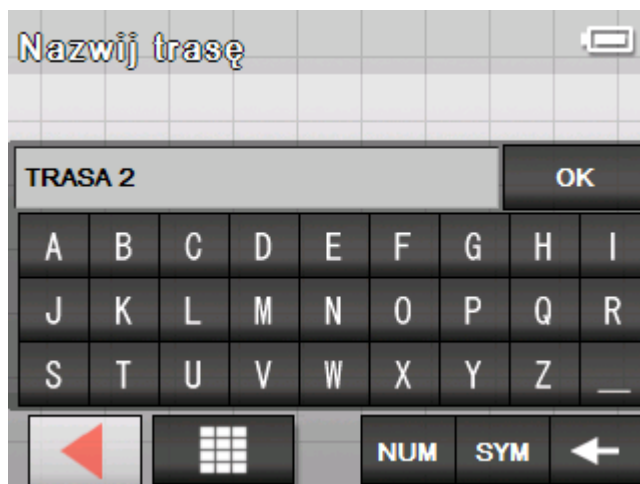 Nazwij trasę
TRASA 2 OK
A B C D E F G H I
J K L M N O P Q R
S T U V W X Y Z _
NUM SYM